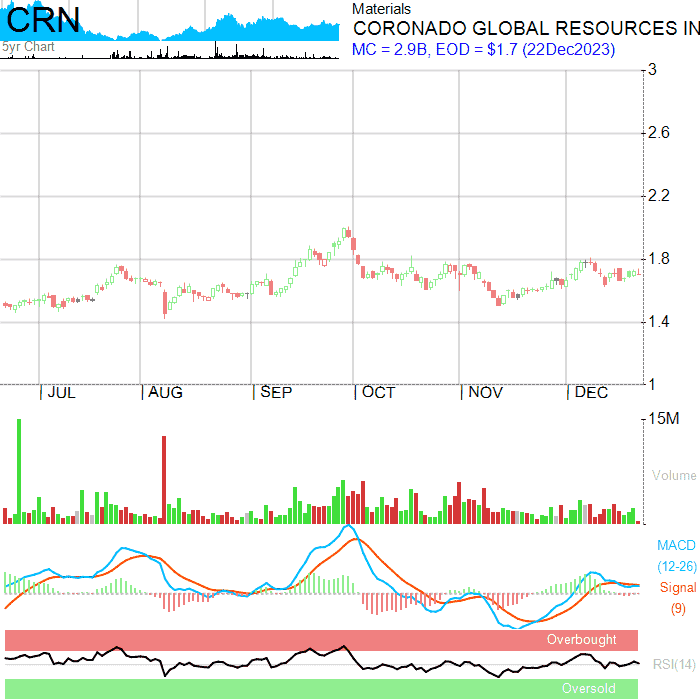 CRN
5yr Chart
Materials
CORONADO GLOBAL RESOURCES IN
MC = 2.9B, EOD = $1.7 (22Dec2023)
3
2.6
2.2
1.8
1.4
1
JUL
AUG
SEP
OCT
NOV
DEC
15M
Volume
MACD
(12-26)
Signal
(9)
Overbought
RSI(14)
Oversold